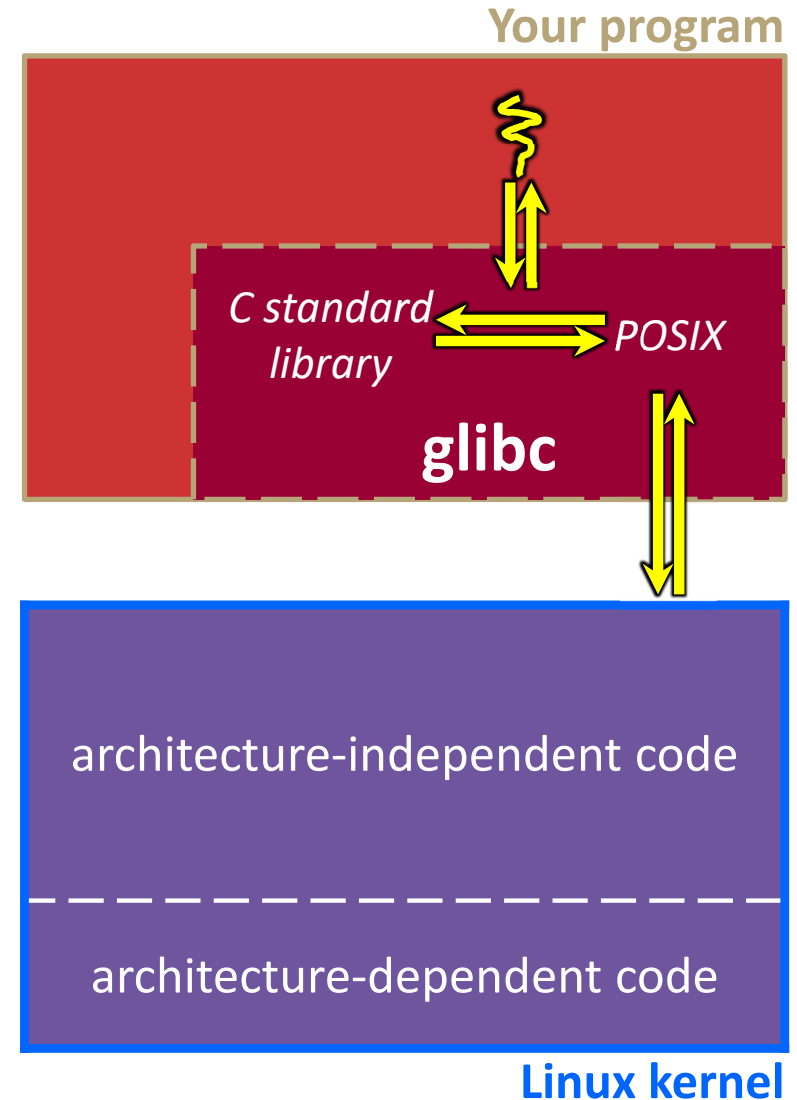 Your program
C standard
library
POSIX
glibc
architecture-independent code
architecture-dependent code
Linux kernel